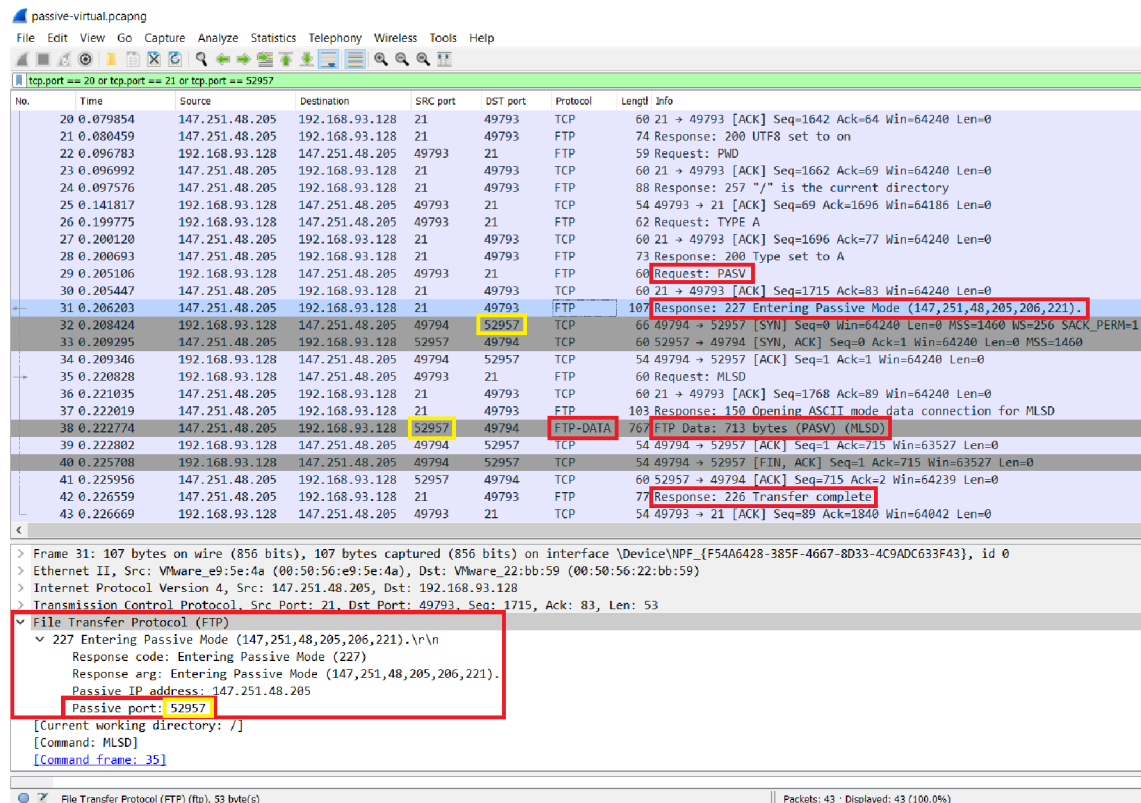 passive-virtual.pcapng
File Edit View Go Capture Analyze Statistics Telephony Wireless Tools Help
tcp.port == 20 or tcp.port == 21 or tcp.port == 52957
No. Time Source Destination SRC port DST port Protocol Length Info
20 0.079854 147.251.48.205 192.168.93.128 21 49793 TCP 60 21 → 49793 [ACK] Seq=1642 Ack=64 Win=64240 Len=0
21 0.080459 147.251.48.205 192.168.93.128 21 49793 FTP 74 Response: 200 UTF8 set to on
22 0.096783 192.168.93.128 147.251.48.205 49793 21 FTP 59 Request: PWD
23 0.096992 147.251.48.205 192.168.93.128 21 49793 TCP 60 21 → 49793 [ACK] Seq=1662 Ack=69 Win=64240 Len=0
24 0.097576 147.251.48.205 192.168.93.128 21 49793 FTP 88 Response: 257 "/" is the current directory
25 0.141817 192.168.93.128 147.251.48.205 49793 21 TCP 54 49793 → 21 [ACK] Seq=69 Ack=1696 Win=64186 Len=0
26 0.199775 192.168.93.128 147.251.48.205 49793 21 FTP 62 Request: TYPE A
27 0.200120 147.251.48.205 192.168.93.128 21 49793 TCP 60 21 → 49793 [ACK] Seq=1696 Ack=77 Win=64240 Len=0
28 0.200693 147.251.48.205 192.168.93.128 21 49793 FTP 73 Response: 200 Type set to A
29 0.205106 192.168.93.128 147.251.48.205 49793 21 FTP 60 Request: PASV
30 0.205447 147.251.48.205 192.168.93.128 21 49793 TCP 60 21 → 49793 [ACK] Seq=1715 Ack=83 Win=64240 Len=0
31 0.206203 147.251.48.205 192.168.93.128 21 49793 FTP 107 Response: 227 Entering Passive Mode (147,251,48,205,206,221).
32 0.208424 192.168.93.128 147.251.48.205 49794 52957 TCP 66 49794 → 52957 [SYN] Seq=0 Win=64240 Len=0 MSS=1460 WS=256 SACK_PERM=1
33 0.209295 147.251.48.205 192.168.93.128 52957 49794 TCP 60 52957 → 49794 [SYN, ACK] Seq=0 Ack=1 Win=64240 Len=0 MSS=1460
34 0.209346 192.168.93.128 147.251.48.205 49794 52957 TCP 54 49794 → 52957 [ACK] Seq=1 Ack=1 Win=64240 Len=0
35 0.220828 192.168.93.128 147.251.48.205 49793 21 FTP 60 Request: MLSD
36 0.221035 147.251.48.205 192.168.93.128 21 49793 TCP 60 21 → 49793 [ACK] Seq=1768 Ack=89 Win=64240 Len=0
37 0.222019 147.251.48.205 192.168.93.128 21 49793 FTP 103 Response: 150 Opening ASCII mode data connection for MLSD
38 0.222774 147.251.48.205 192.168.93.128 52957 49794 FTP-DATA 767 FTP Data: 713 bytes (PASV) (MLSD)
39 0.222802 192.168.93.128 147.251.48.205 49794 52957 TCP 54 49794 → 52957 [ACK] Seq=1 Ack=715 Win=63527 Len=0
40 0.225708 192.168.93.128 147.251.48.205 49794 52957 TCP 54 49794 → 52957 [FIN, ACK] Seq=1 Ack=715 Win=63527 Len=0
41 0.225956 147.251.48.205 192.168.93.128 52957 49794 TCP 60 52957 → 49794 [ACK] Seq=715 Ack=2 Win=64239 Len=0
42 0.226559 147.251.48.205 192.168.93.128 21 49793 FTP 77 Response: 226 Transfer complete
43 0.226669 192.168.93.128 147.251.48.205 49793 21 TCP 54 49793 → 21 [ACK] Seq=89 Ack=1840 Win=64042 Len=0
Frame 31: 107 bytes on wire (856 bits), 107 bytes captured (856 bits) on interface \Device\NPF_{F54A6428-385F-4667-8D33-4C9ADC633F43}, id 0
Ethernet II, Src: VMware_e9:5e:4a (00:50:56:e9:5e:4a), Dst: VMware_22:bb:59 (00:50:56:22:bb:59)
Internet Protocol Version 4, Src: 147.251.48.205, Dst: 192.168.93.128
Transmission Control Protocol, Src Port: 21, Dst Port: 49793, Seq: 1715, Ack: 83, Len: 53
File Transfer Protocol (FTP)
227 Entering Passive Mode (147,251,48,205,206,221).\r\n
Response code: Entering Passive Mode (227)
Response arg: Entering Passive Mode (147,251,48,205,206,221).
Passive IP address: 147.251.48.205
Passive port: 52957
[Current working directory: /]
[Command: MLSD]
[Command frame: 35]
File Transfer Protocol (FTP) (ftp), 53 byte(s) Packets: 43 · Displayed: 43 (100.0%)